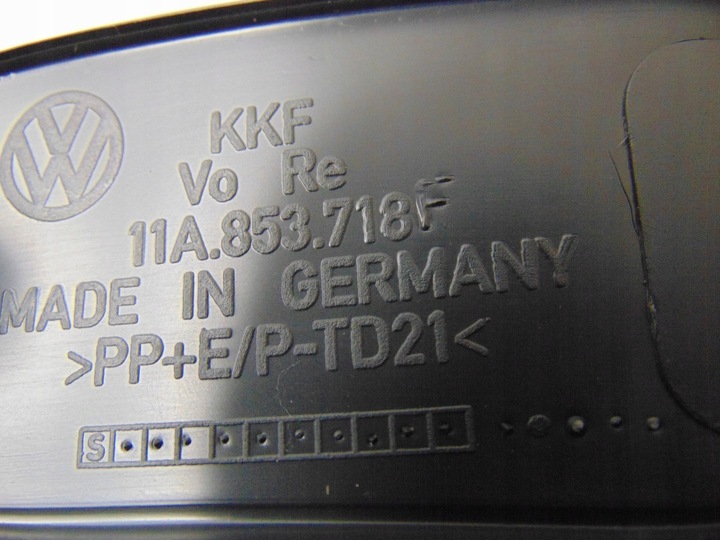 KKF
Vo Re
11A.853.718F
MADE IN GERMANY
>PP+E/P-TD21<
S